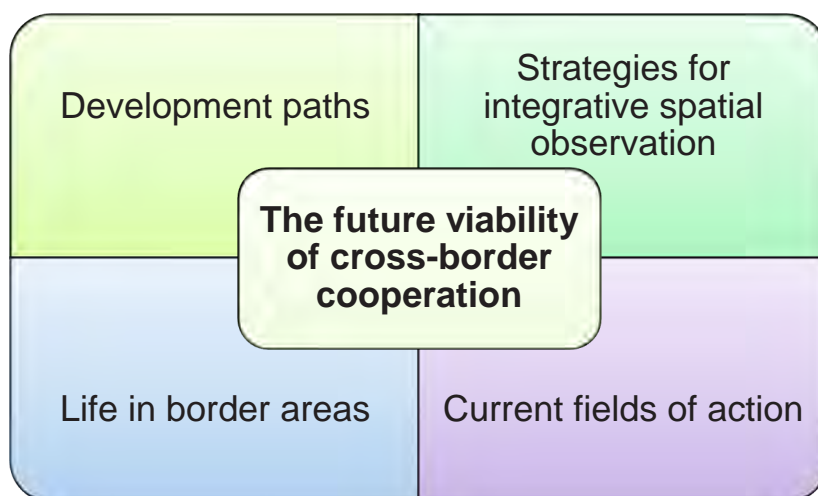 Development paths
Strategies for
integrative spatial
observation
The future viability
of cross-border
cooperation
Life in border areas
Current fields of action